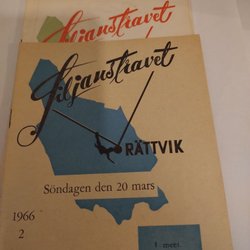 Siljanstravet
Siljanstravet
RÄTTVIK
Söndagen den 20 mars
1966
2